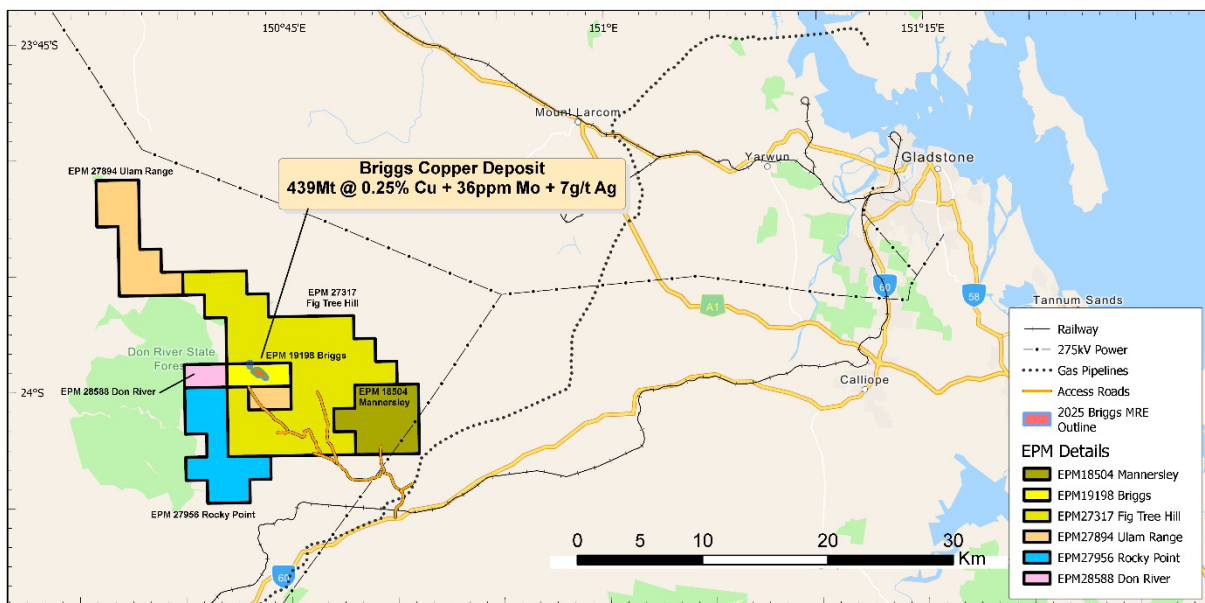 150°45'E
151°E
151°15'E
23°45'S
24°S
Mount Larcom
Yarwun
Gladstone
Briggs Copper Deposit
439Mt @ 0.25% Cu + 36ppm Mo + 7g/t Ag
EPM 27894 Ulam Range
EPM 27317
Fig Tree Hill
A1
60
58
Tannum Sands
Don River State
Fores
EPM 19198 Briggs
EPM 28588 Don River
EPM 18504
Mannersley
Calliope
EPM 27956 Rocky Point
60
0
10
20
30
Km
Railway
275kV Power
Gas Pipelines
Access Roads
2025 Briggs MRE
Outline
EPM Details
EPM18504 Mannersley
EPM19198 Briggs
EPM27317 Fig Tree Hill
EPM27894 Ulam Range
EPM27956 Rocky Point
EPM28588 Don River